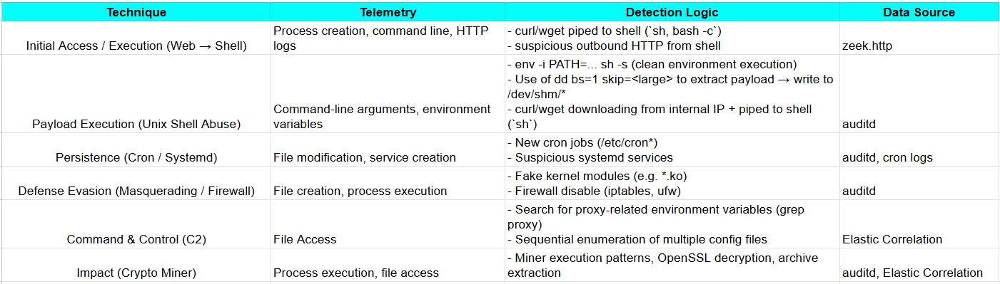 Technique
Telemetry
Detection Logic
Data Source
Initial Access / Execution (Web → Shell)
Process creation, command line, HTTP
logs
- curl/wget piped to shell (`sh, bash -c`)
- suspicious outbound HTTP from shell
zeek.http
Payload Execution (Unix Shell Abuse)
Command-line arguments, environment
variables
- env -i PATH=... sh -s (clean environment execution)
- Use of dd bs=1 skip=<large> to extract payload → write to
/dev/shm/*
- curl/wget downloading from internal IP + piped to shell
(`sh`)
auditd
Persistence (Cron / Systemd)
File modification, service creation
- New cron jobs (/etc/cron*)
- Suspicious systemd services
auditd, cron logs
Defense Evasion (Masquerading / Firewall)
File creation, process execution
- Fake kernel modules (e.g. *.ko)
- Firewall disable (iptables, ufw)
auditd
Command & Control (C2)
File Access
- Search for proxy-related environment variables (grep
proxy)
- Sequential enumeration of multiple config files
Elastic Correlation
Impact (Crypto Miner)
Process execution, file access
- Miner execution patterns, OpenSSL decryption, archive
extraction
auditd, Elastic Correlation